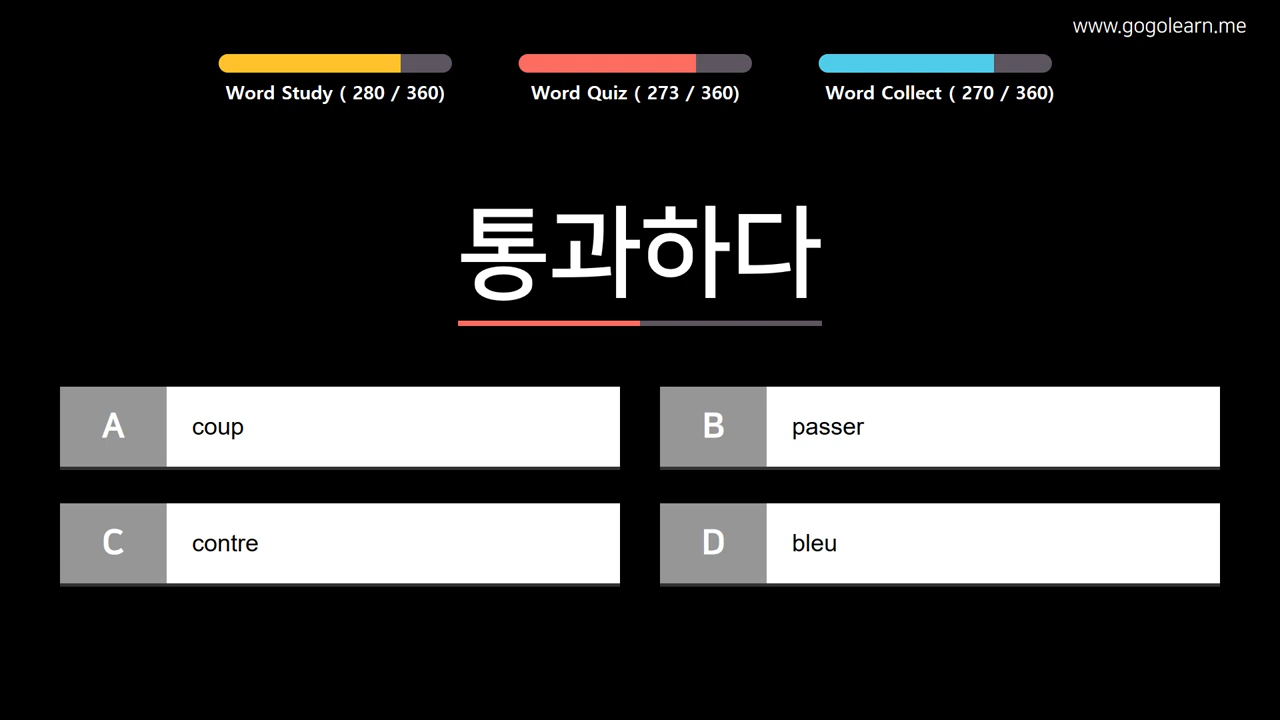 www.gogolearn.me
Word Study ( 280 / 360)
Word Quiz ( 273 / 360)
Word Collect ( 270 / 360)
통과하다
A coup
B passer
C contre
D bleu